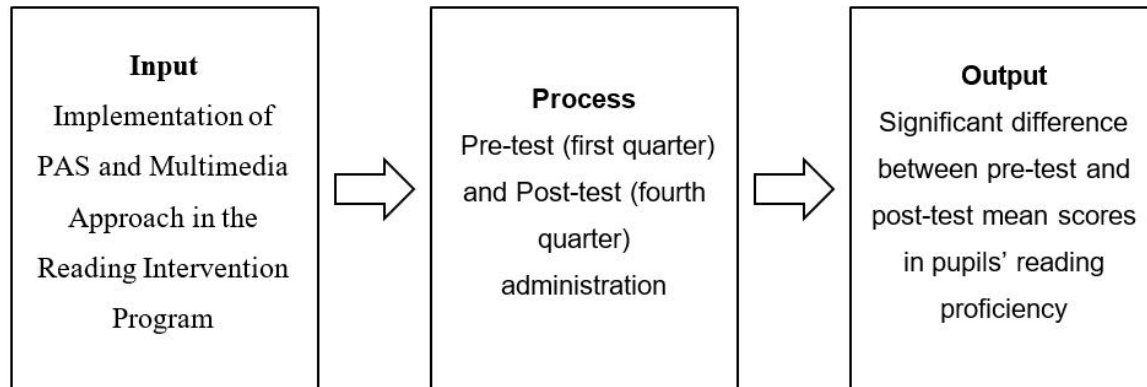 Input
Implementation of
PAS and Multimedia
Approach in the
Reading Intervention
Program
Process
Pre-test (first quarter)
and Post-test (fourth
quarter)
administration
Output
Significant difference
between pre-test and
post-test mean scores
in pupils’ reading
proficiency